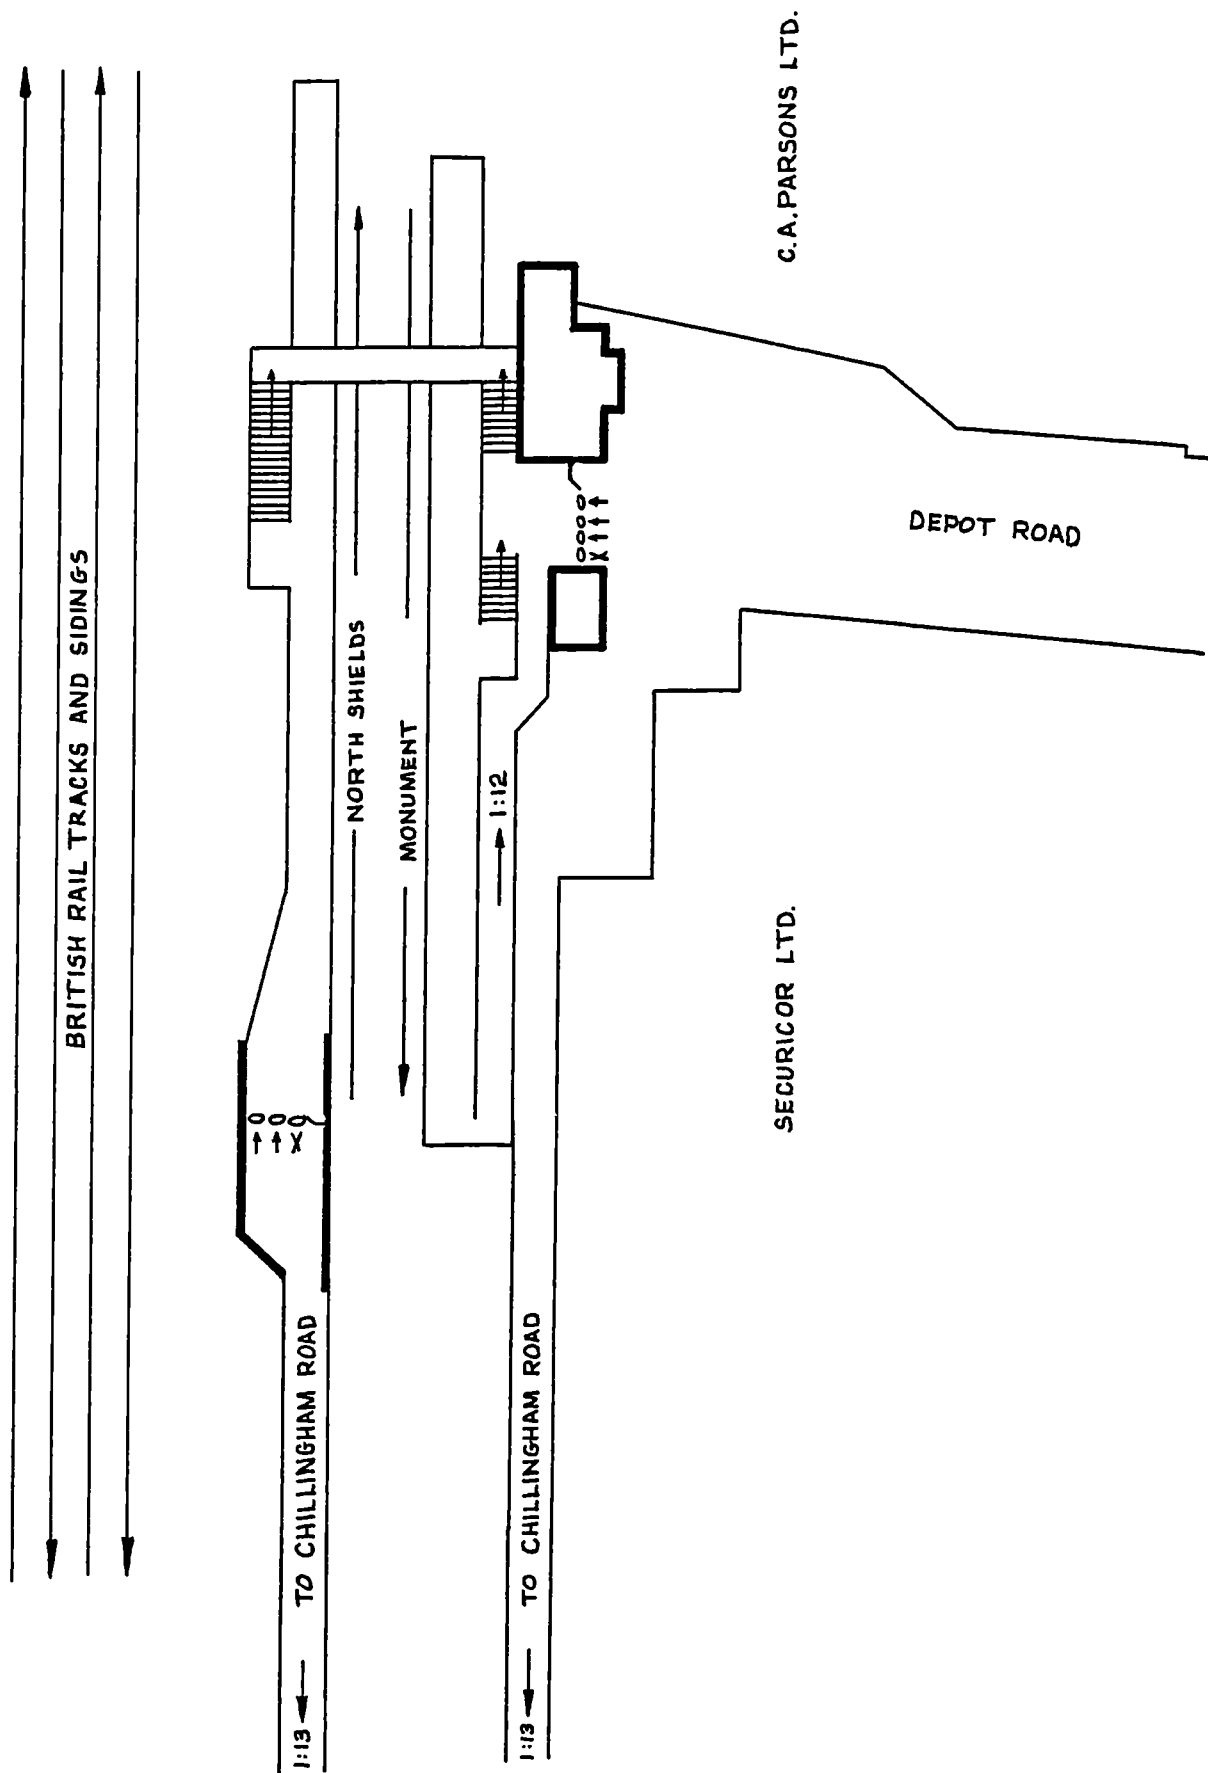 BRITISH RAIL TRACKS AND SIDINGS
1:13 TO CHILLINGHAM ROAD
NORTH SHIELDS
MONUMENT
1:12
1:13 TO CHILLINGHAM ROAD
SECURICOR LTD.
C.A. PARSONS LTD.
DEPOT ROAD